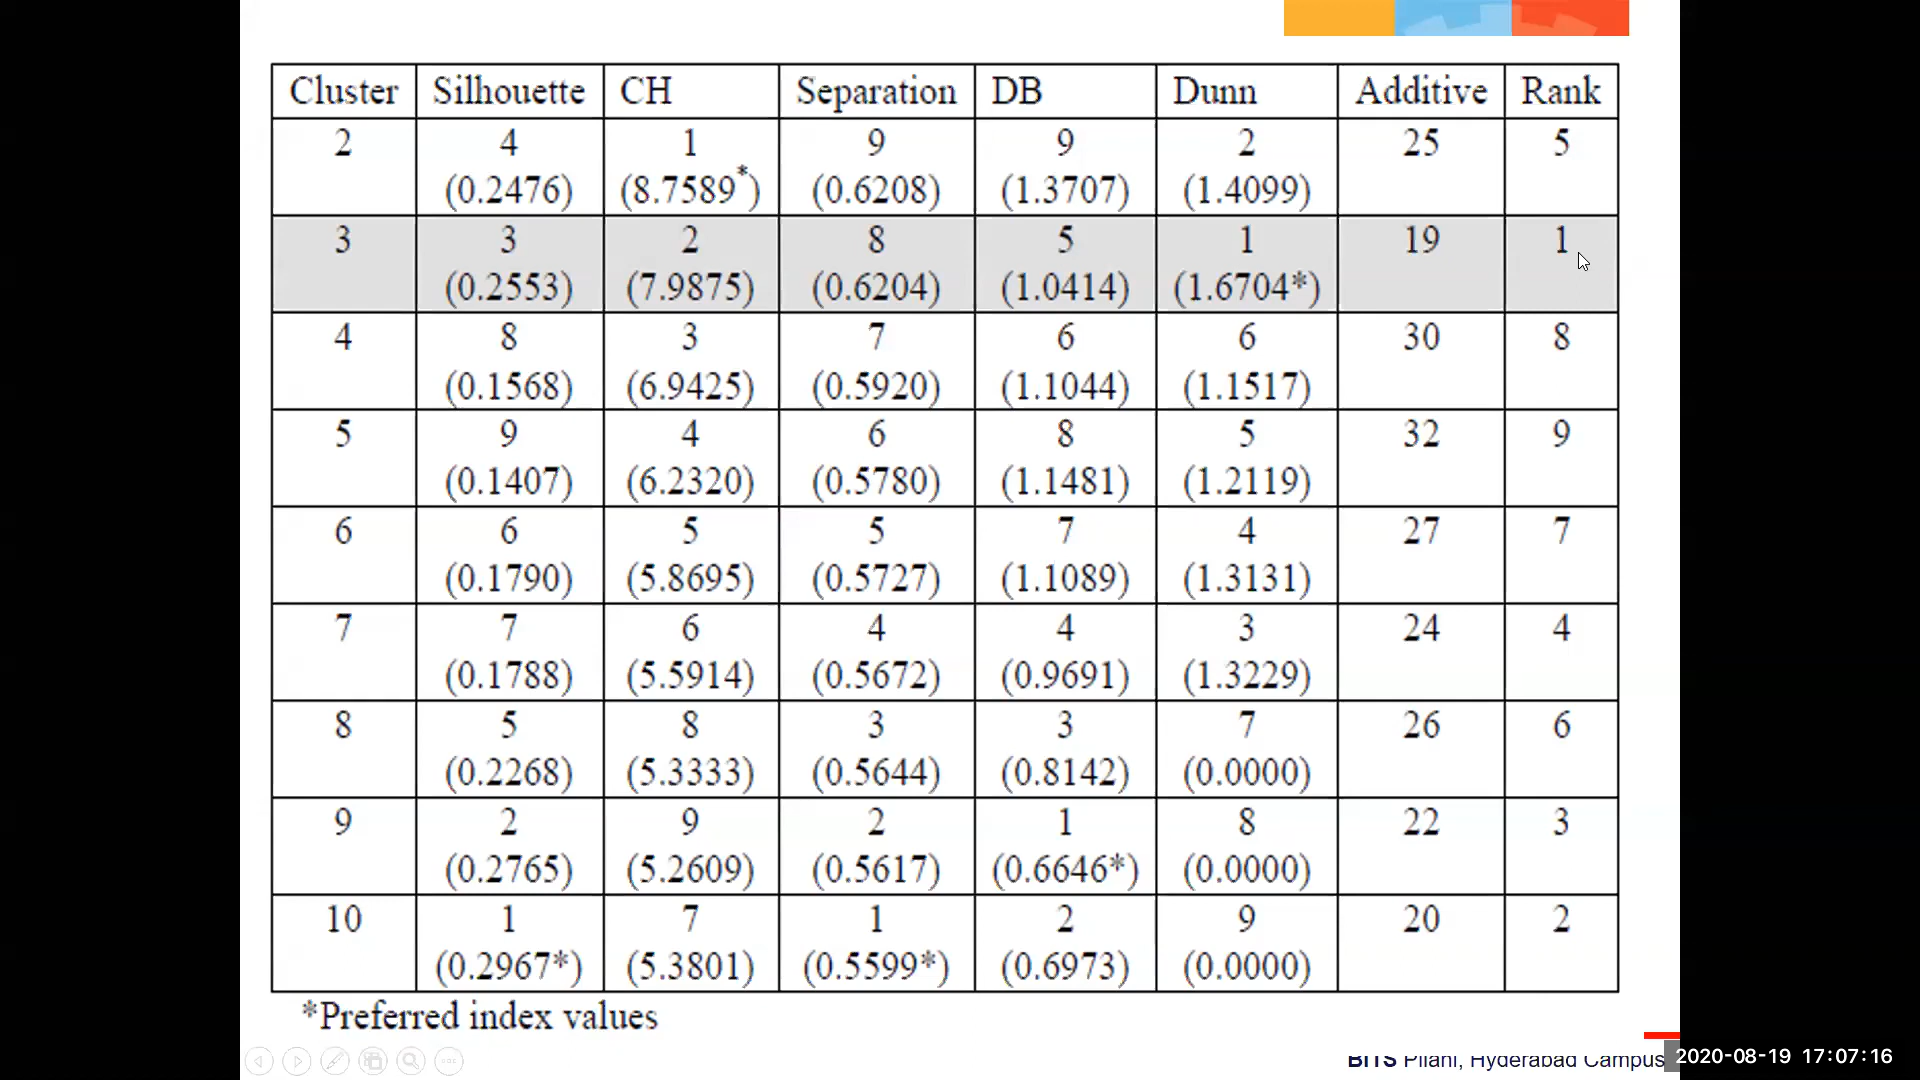 Cluster Silhouette CH Separation DB Dunn Additive Rank
2 4 1 9 9 2 25 5
(0.2476) (8.7589*) (0.6208) (1.3707) (1.4099)
3 3 2 8 5 1 19 1
(0.2553) (7.9875) (0.6204) (1.0414) (1.6704*)
4 8 3 7 6 6 30 8
(0.1568) (6.9425) (0.5920) (1.1044) (1.1517)
5 9 4 6 8 5 32 9
(0.1407) (6.2320) (0.5780) (1.1481) (1.2119)
6 6 5 5 7 4 27 7
(0.1790) (5.8695) (0.5727) (1.1089) (1.3131)
7 7 6 4 4 3 24 4
(0.1788) (5.5914) (0.5672) (0.9691) (1.3229)
8 5 8 3 3 7 26 6
(0.2268) (5.3333) (0.5644) (0.8142) (0.0000)
9 2 9 2 1 8 22 3
(0.2765) (5.2609) (0.5617) (0.6646*) (0.0000)
10 1 7 1 2 9 20 2
(0.2967*) (5.3801) (0.5599*) (0.6973) (0.0000)
*Preferred index values
BITS Pilani, Hyderabad Campus
2020-08-19 17:07:16